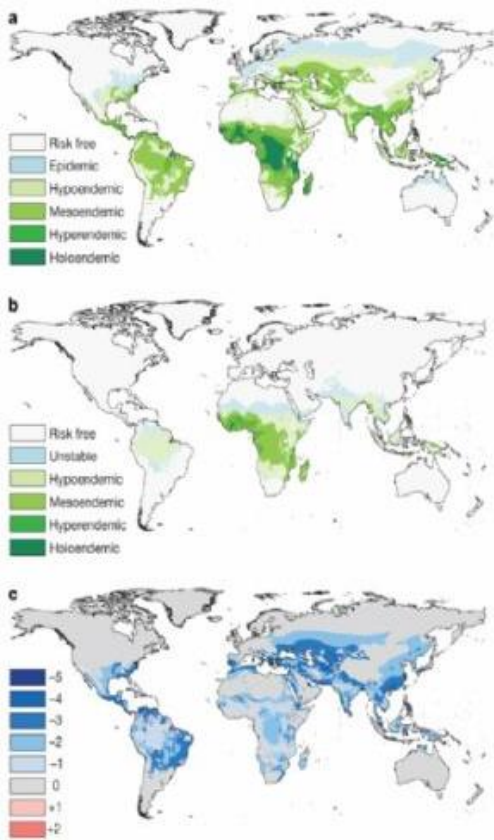 a
Risk free
Epidemic
Hypoendemic
Mesoendemic
Hyperendemic
Holoendemic
b
Risk free
Unstable
Hypoendemic
Mesoendemic
Hyperendemic
Holoendemic
c
-5
-4
-3
-2
-1
0
+1
+2